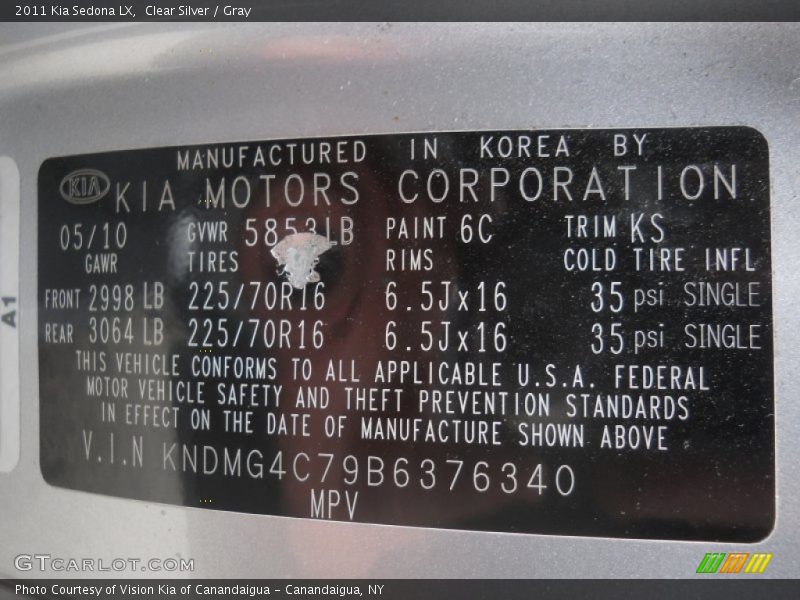 2011 Kia Sedona LX,  Clear Silver / Gray
MANUFACTURED IN KOREA BY
KIA KIA MOTORS CORPORATION
05/10 GVWR 5853LB PAINT 6C TRIM KS
GAWR TIRES RIMS COLD TIRE INFL
FRONT 2998 LB 225/70R16 6.5Jx16 35 psi SINGLE
REAR 3064 LB 225/70R16 6.5Jx16 35 psi SINGLE
THIS VEHICLE CONFORMS TO ALL APPLICABLE U.S.A. FEDERAL
MOTOR VEHICLE SAFETY AND THEFT PREVENTION STANDARDS
IN EFFECT ON THE DATE OF MANUFACTURE SHOWN ABOVE
V.I.N KNDMG4C79B6376340
MPV
A1
GTCARLOT.COM
Photo Courtesy of Vision Kia of Canandaigua – Canandaigua, NY